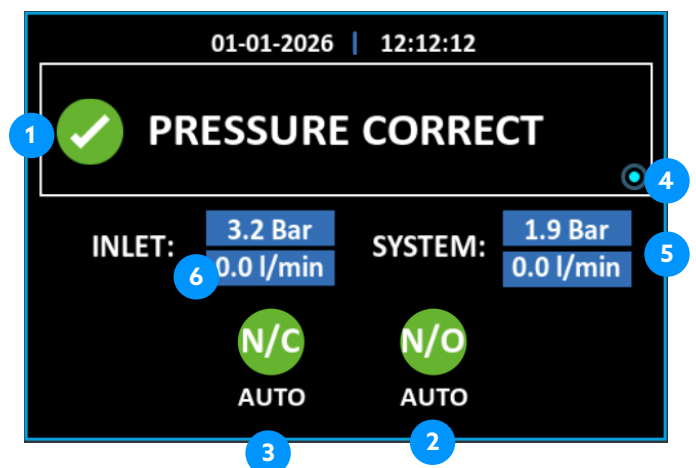 01-01-2026 | 12:12:12
1
PRESSURE CORRECT
4
INLET: 3.2 Bar SYSTEM: 1.9 Bar
5
6 0.0 l/min 0.0 l/min
N/C N/O
AUTO AUTO
3 2